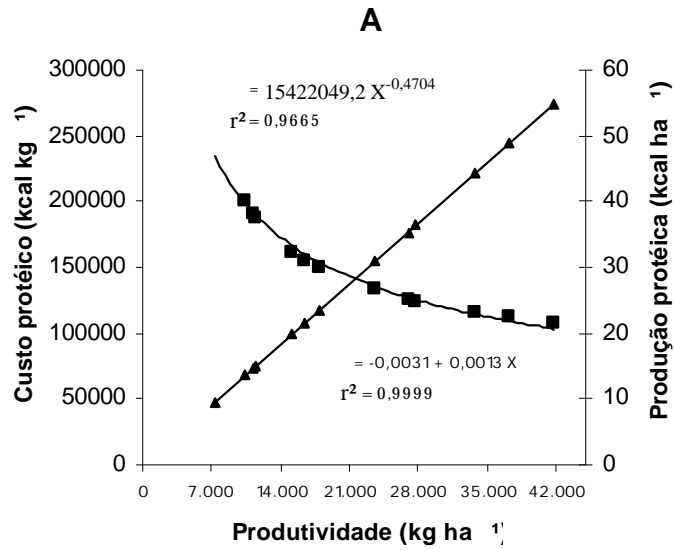 A
300000
250000
200000
150000
100000
50000
0
Custo protéico (kcal kg ¹)
= 15422049,2 X-0,4704
r² = 0,9665
= -0,0031 + 0,0013 X
r² = 0,9999
60
50
40
30
20
10
0
Produção protéica (kcal ha ¹)
0 7.000 14.000 21.000 28.000 35.000 42.000
Produtividade (kg ha ¹)